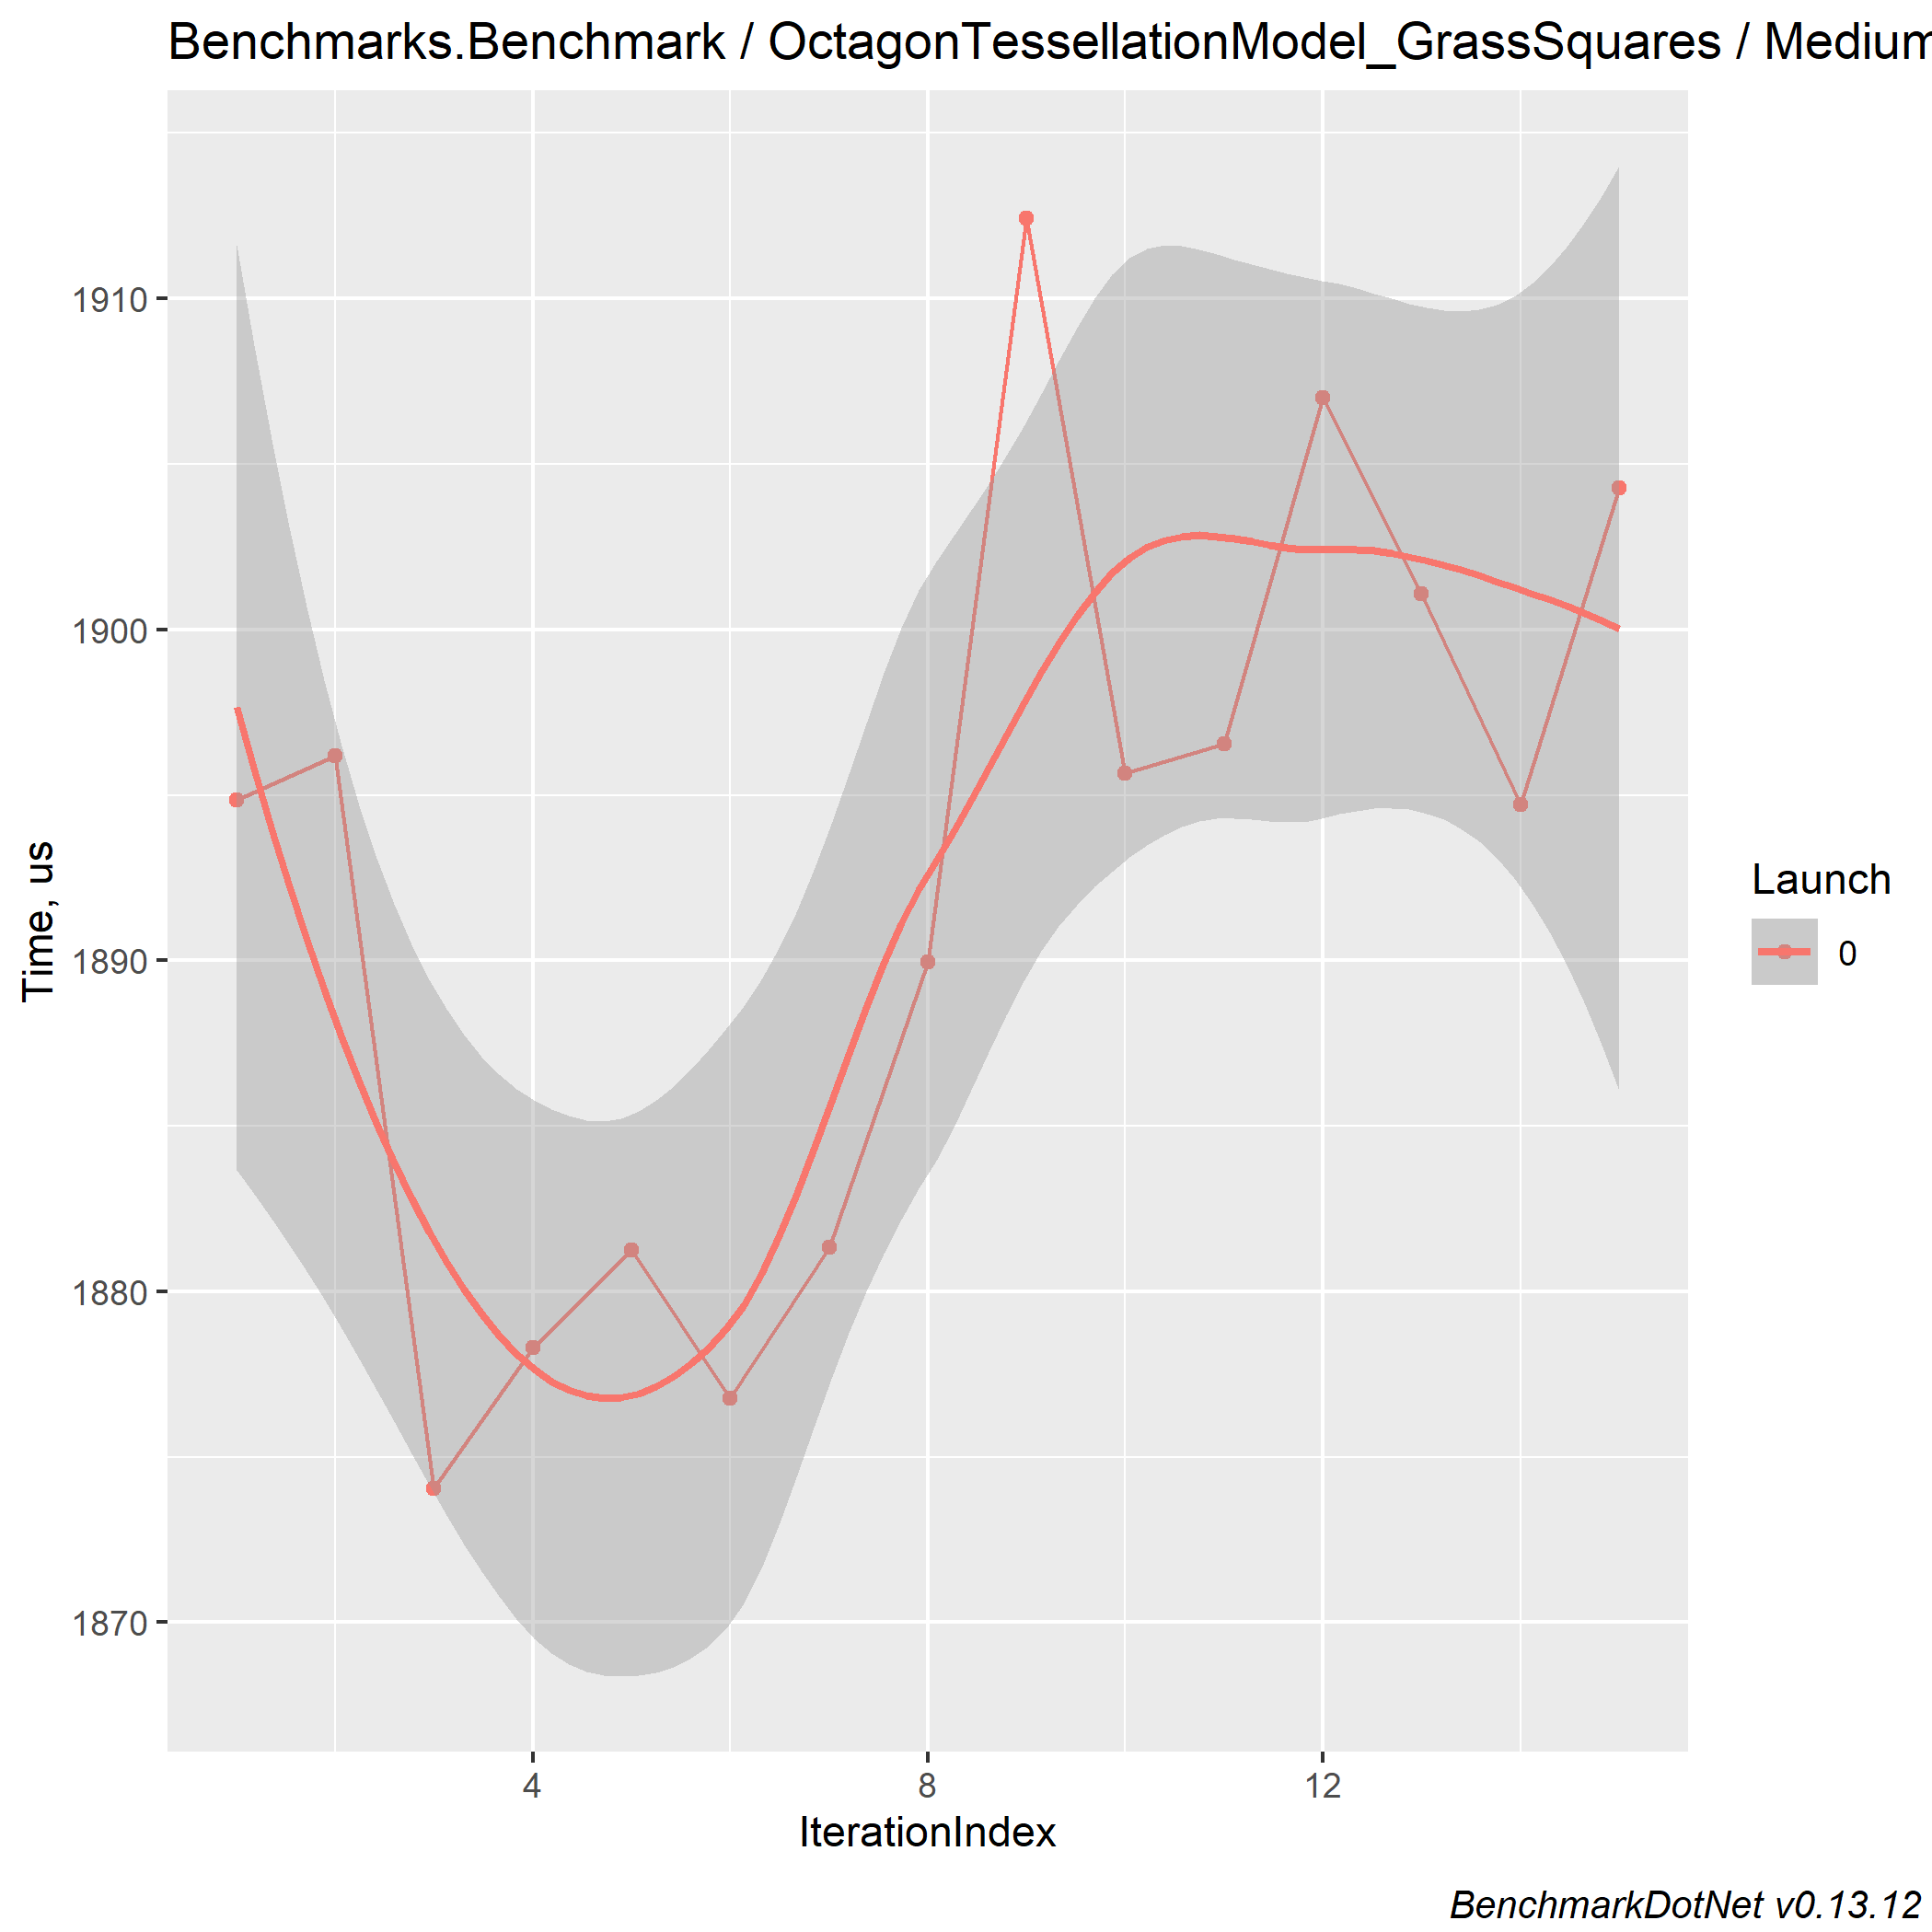 Benchmarks.Benchmark / OctagonTessellationModel_GrassSquares / Medium
1910
1900
1890
1880
1870
Time, us
4 8 12
IterationIndex
Launch
0
BenchmarkDotNet v0.13.12